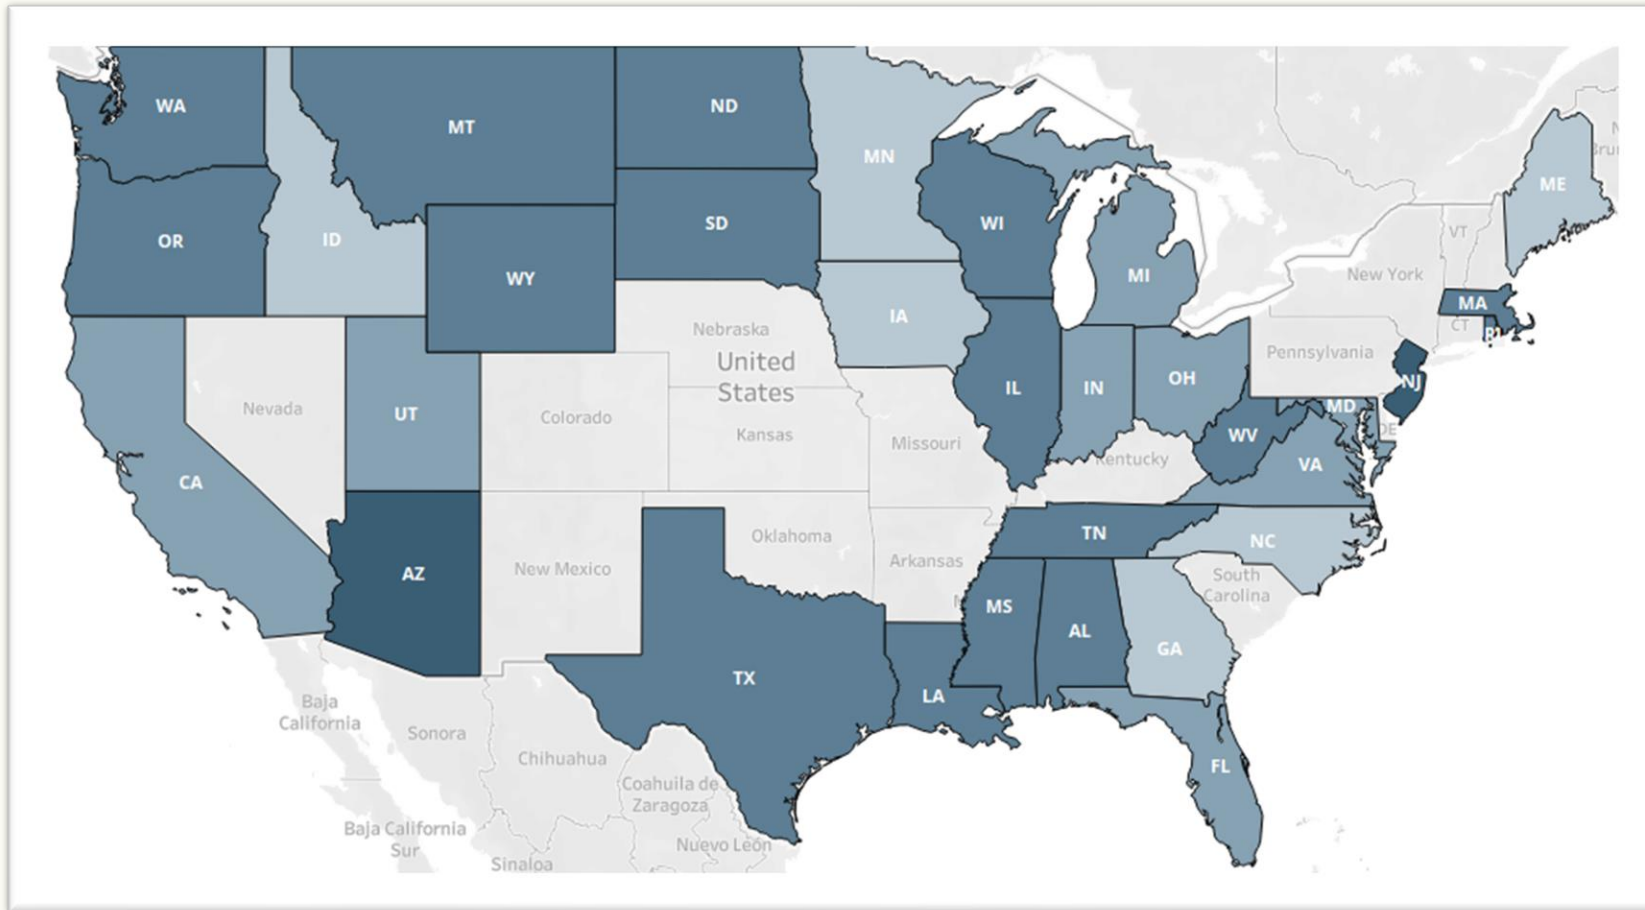 WA
MT
ND
MN
ME
OR
ID
WY
SD
WI
MI
VT
New York
MA
CT
RI
IA
Nebraska
United
States
Pennsylvania
NJ
Nevada
UT
Colorado
Kansas
Missouri
IL
IN
OH
MD
DE
WV
Kentucky
VA
CA
AZ
New Mexico
Oklahoma
Arkansas
TN
NC
South
Carolina
MS
AL
GA
TX
LA
FL
Baja
California
Sonora
Chihuahua
Coahuila de
Zaragoza
Baja California
Sur
Sinaloa
Nuevo León